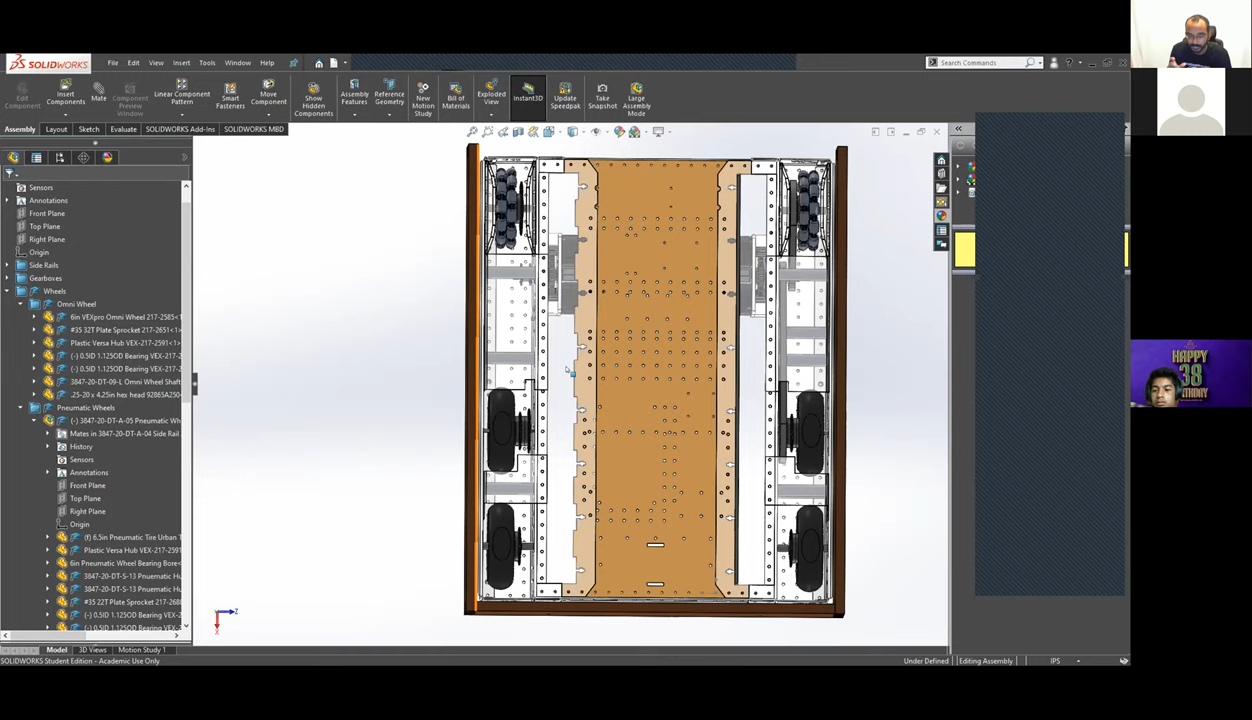 SOLIDWORKS File Edit View Insert Tools Window Help Search Commands
Edit Component Insert Components Mate Component Preview Window Linear Component Pattern Smart Fasteners Move Component Show Hidden Components Assembly Features Reference Geometry New Motion Study Bill of Materials Exploded View Instant3D Update Speedpak Take Snapshot Large Assembly Mode
Assembly Layout Sketch Evaluate SOLIDWORKS Add-Ins SOLIDWORKS MBD
Sensors
Annotations
Front Plane
Top Plane
Right Plane
Origin
Side Rails
Gearboxes
Wheels
Omni Wheel
6in VEXpro Omni Wheel 217-2585<1
#35 32T Plate Sprocket 217-2651<1>
Plastic Versa Hub VEX-217-2591<1
(-) 0.5ID 1.125OD Bearing VEX-217-2
(-) 0.5ID 1.125OD Bearing VEX-217-2
3847-20-DT-09-L Omni Wheel Shaft
.25-20 x 4.25in hex head 92865A250
Pneumatic Wheels
(-) 3847-20-DT-A-05 Pneumatic Wh
Mates in 3847-20-DT-A-04 Side Rail
History
Sensors
Annotations
Front Plane
Top Plane
Right Plane
Origin
(f) 6.5in Pneumatic Tire Urban T
Plastic Versa Hub VEX-217-2591
6in Pneumatic Wheel Bearing Bore<
3847-20-DT-S-13 Pnuematic Hu
3847-20-DT-S-13 Pnuematic Hu
#35 22T Plate Sprocket VEX-217-268
(-) 0.5 ID 1.125OD Bearing VEX-2
HAPPY
38
Z
X
Model 3D Views Motion Study 1
SOLIDWORKS Student Edition - Academic Use Only Under Defined Editing Assembly IPS